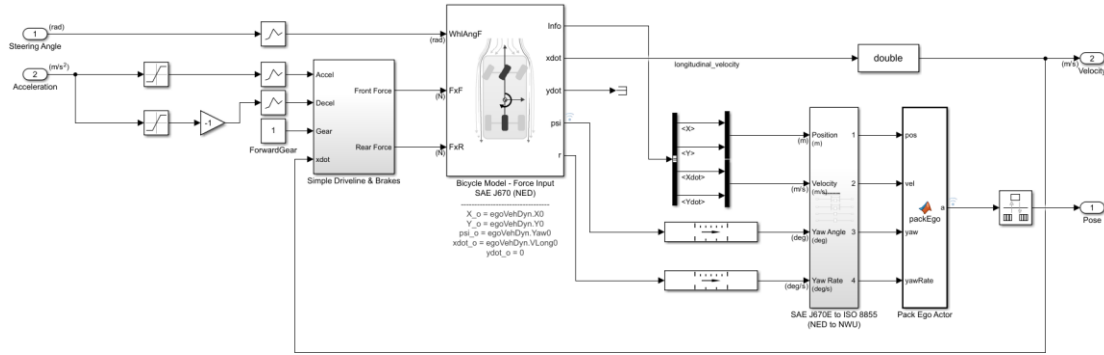 1
(rad)
Steering Angle
2
(m/s²)
Acceleration
-1
1
ForwardGear
Accel
Decel
Gear
xdot
Front Force
Rear Force
Simple Driveline & Brakes
(rad)
(N)
(N)
WhlAngF
FxF
FxR
Info
xdot
ydot
psi
r
Bicycle Model - Force Input
SAE J670 (NED)
X_o = egoVehDyn.X0
Y_o = egoVehDyn.Y0
psi_o = egoVehDyn.Yaw0
xdot_o = egoVehDyn.VLong0
ydot_o = 0
longitudinal_velocity
double
(m/s)
2
Velocity
<X>
<Y>
<Xdot>
<Ydot>
(m)
(m/s)
(deg)
(deg/s)
Position
(m)
1
Velocity
(m/s)
2
Yaw Angle
(deg)
3
Yaw Rate
(deg/s)
4
SAE J670E to ISO 8855
(NED to NWU)
pos
vel
packEgo
a
yaw
yawRate
Pack Ego Actor
1
Pose